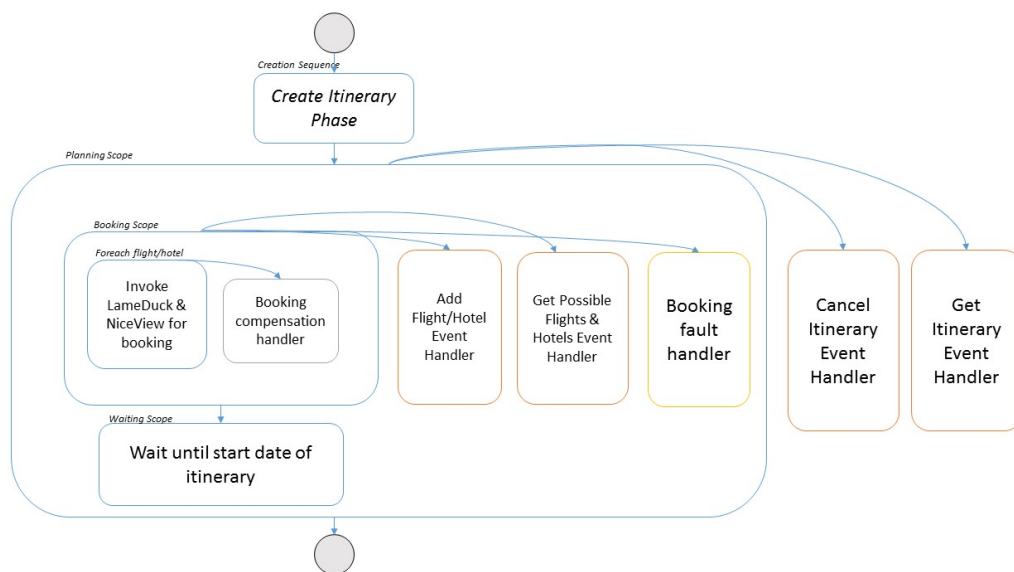 Creation Sequence
Create Itinerary
Phase
Planning Scope
Booking Scope
Foreach flight/hotel
Invoke
LameDuck &
NiceView for
booking
Booking
compensation
handler
Add
Flight/Hotel
Event
Handler
Get Possible
Flights &
Hotels Event
Handler
Booking
fault
handler
Cancel
Itinerary
Event
Handler
Get
Itinerary
Event
Handler
Waiting Scope
Wait until start date of
itinerary